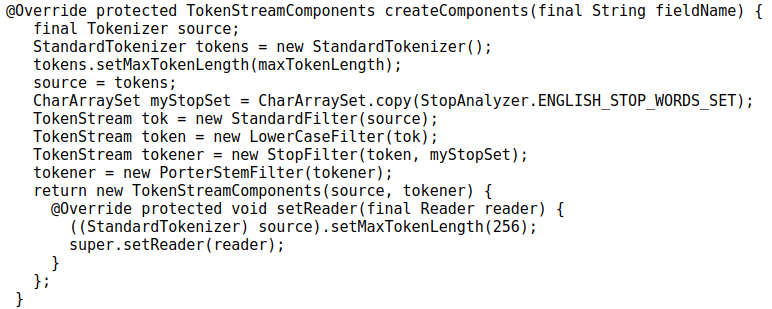 @Override protected TokenStreamComponents createComponents(final String fieldName) {
final Tokenizer source;
StandardTokenizer tokens = new StandardTokenizer();
tokens.setMaxTokenLength(maxTokenLength);
source = tokens;
CharArraySet myStopSet = CharArraySet.copy(StopAnalyzer.ENGLISH_STOP_WORDS_SET);
TokenStream tok = new StandardFilter(source);
TokenStream token = new LowerCaseFilter(tok);
TokenStream tokener = new StopFilter(token, myStopSet);
tokener = new PorterStemFilter(tokener);
return new TokenStreamComponents(source, tokener) {
@Override protected void setReader(final Reader reader) {
((StandardTokenizer) source).setMaxTokenLength(256);
super.setReader(reader);
}
};
}